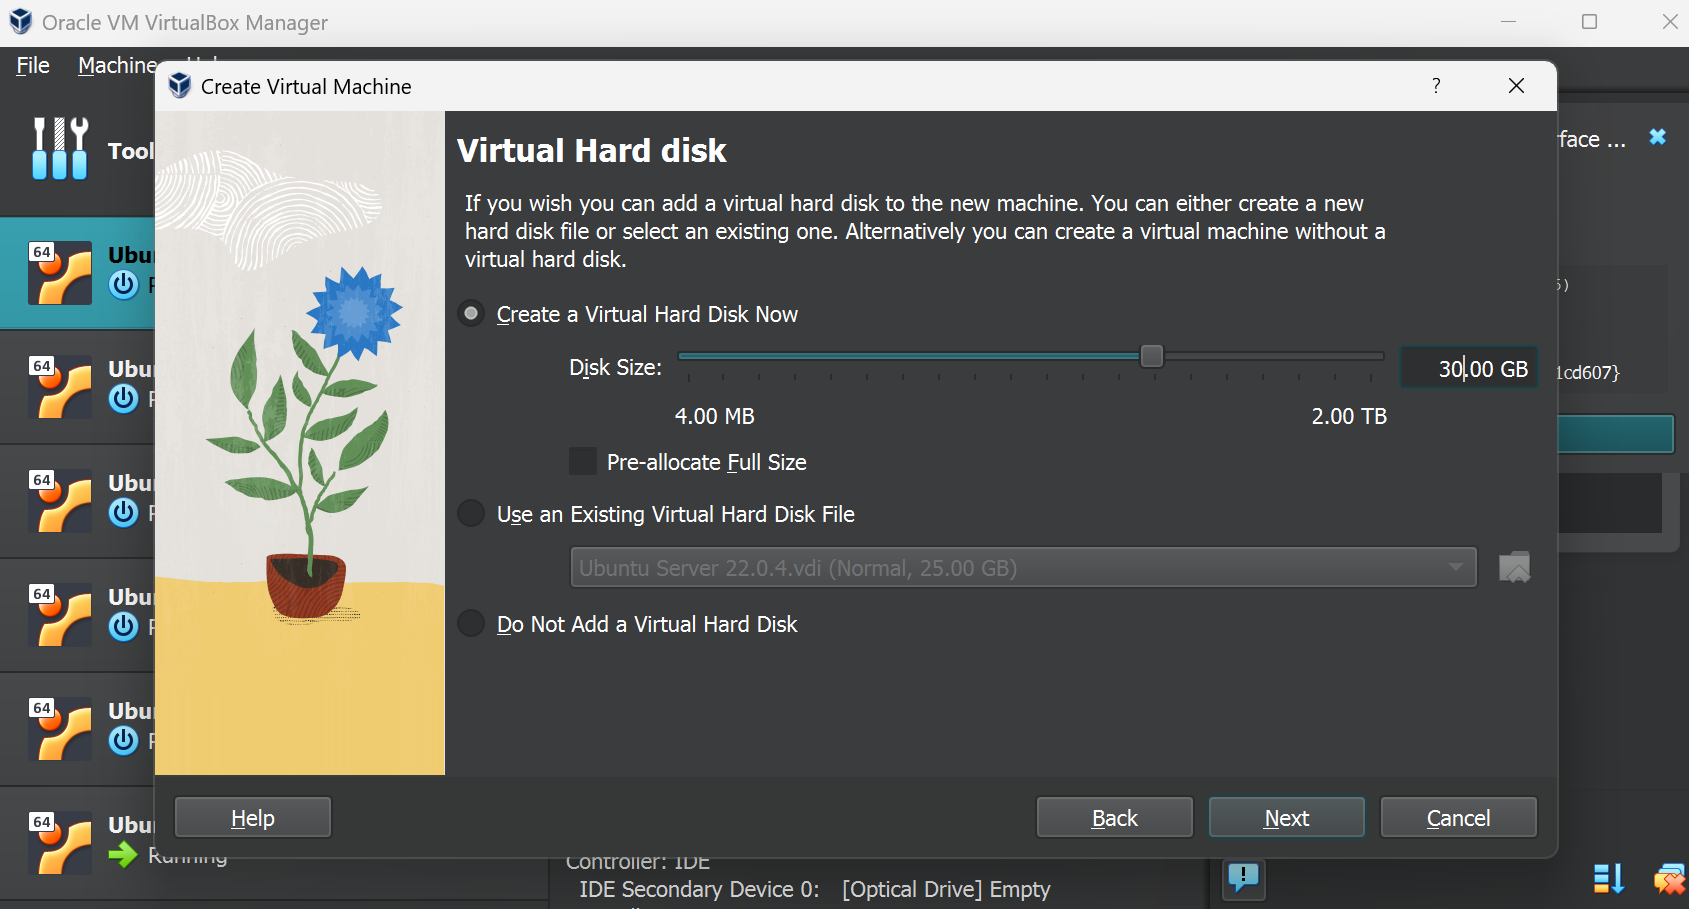 Oracle VM VirtualBox Manager
File Machine
Create Virtual Machine
?
Tool
Virtual Hard disk
If you wish you can add a virtual hard disk to the new machine. You can either create a new
hard disk file or select an existing one. Alternatively you can create a virtual machine without a
virtual hard disk.
Create a Virtual Hard Disk Now
Disk Size:
30.00 GB
4.00 MB
2.00 TB
Pre-allocate Full Size
Use an Existing Virtual Hard Disk File
Ubuntu Server 22.0.4.vdi (Normal, 25.00 GB)
Do Not Add a Virtual Hard Disk
Help
Back
Next
Cancel
64
Ubu
64
Ubu
64
Ubu
64
Ubu
64
Ubu
64
Ubu
Running
rface ...
1cd607}
Controller: IDE
IDE Secondary Device 0: [Optical Drive] Empty